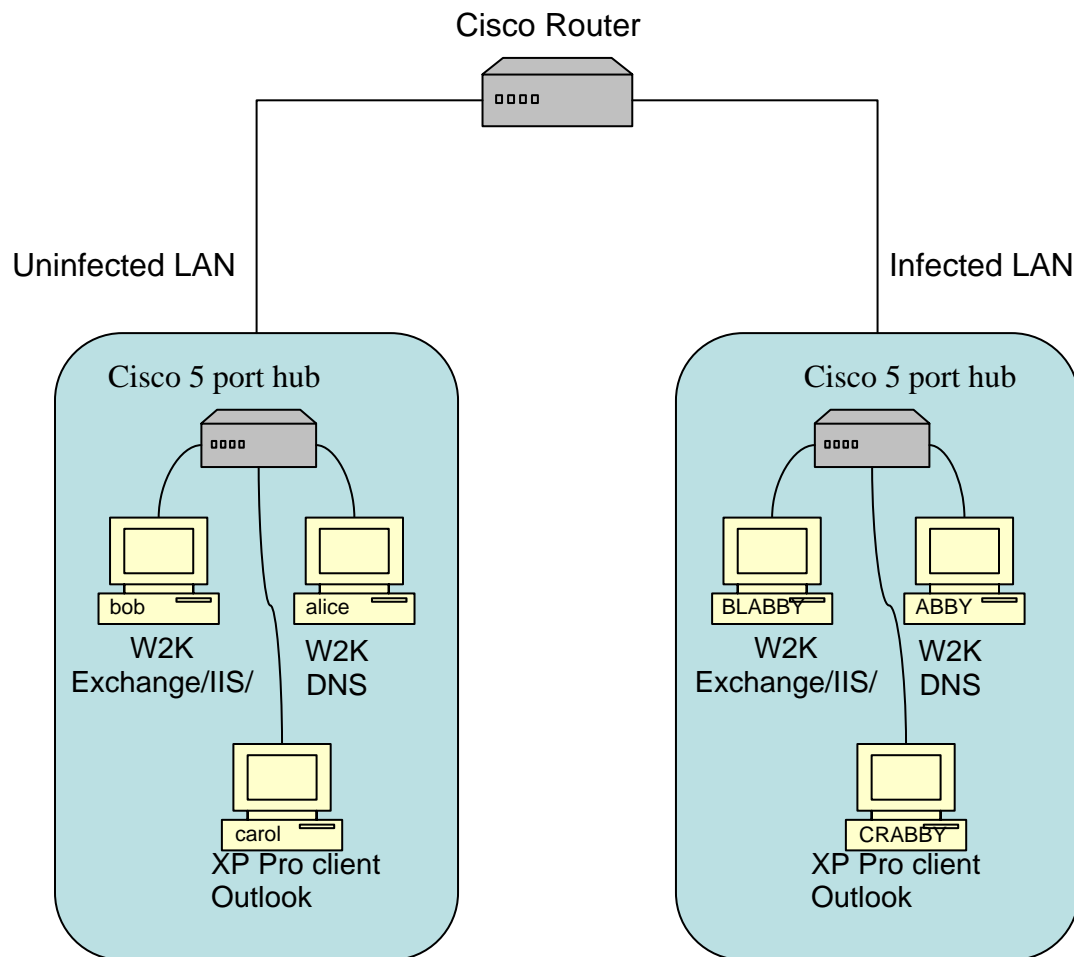 Cisco Router
Uninfected LAN
Infected LAN
Cisco 5 port hub
bob
alice
W2K
Exchange/IIS/
W2K
DNS
carol
XP Pro client
Outlook
Cisco 5 port hub
BLABBY
ABBY
W2K
Exchange/IIS/
W2K
DNS
CRABBY
XP Pro client
Outlook